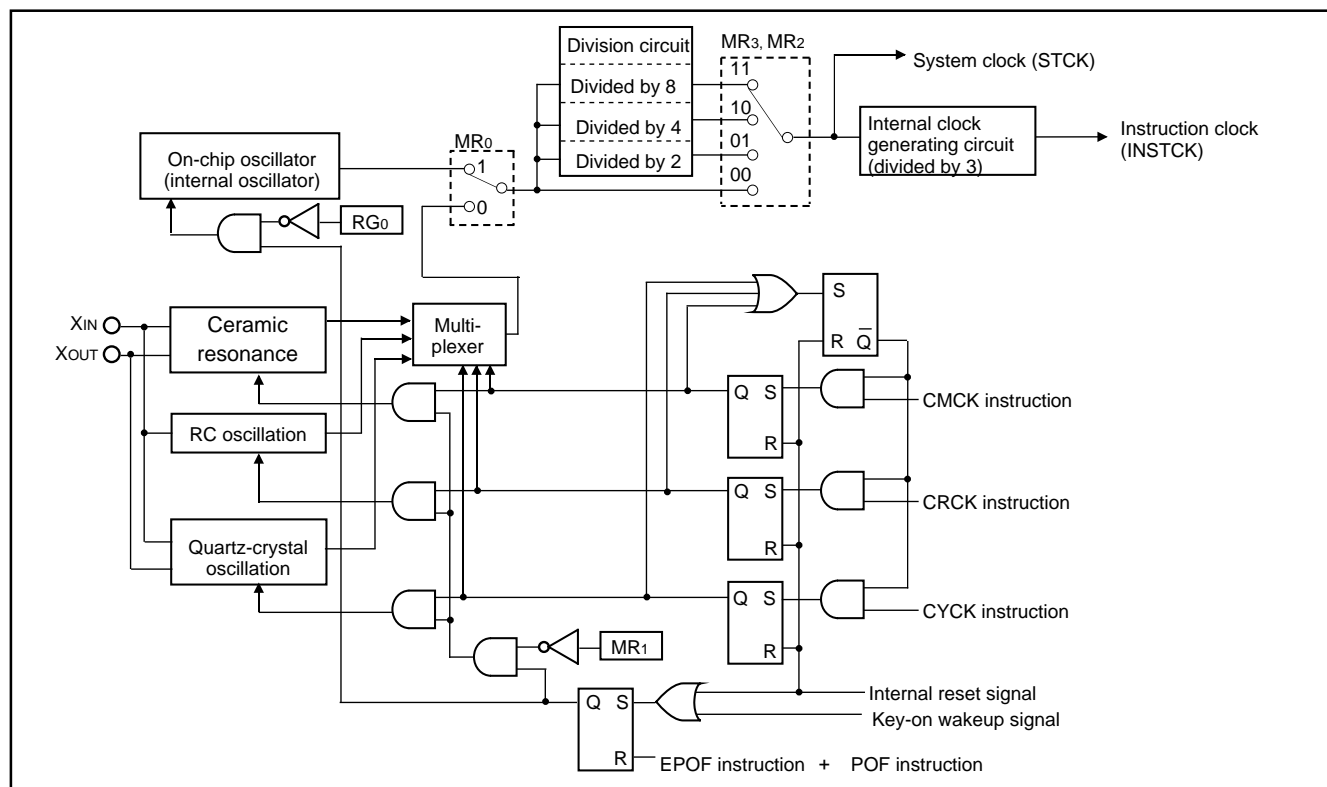 Division circuit
MR3, MR2
Divided by 8
11
System clock (STCK)
Divided by 4
10
Divided by 2
01
00
Internal clock
generating circuit
(divided by 3)
Instruction clock
(INSTCK)
On-chip oscillator
(internal oscillator)
MR0
1
0
RG0
XIN
XOUT
Ceramic
resonance
Multi-
plexer
S
R Q̅
Q S
R
CMCK instruction
RC oscillation
Q S
R
CRCK instruction
Quartz-crystal
oscillation
Q S
R
CYCK instruction
MR1
Internal reset signal
Key-on wakeup signal
Q S
R
EPOF instruction + POF instruction